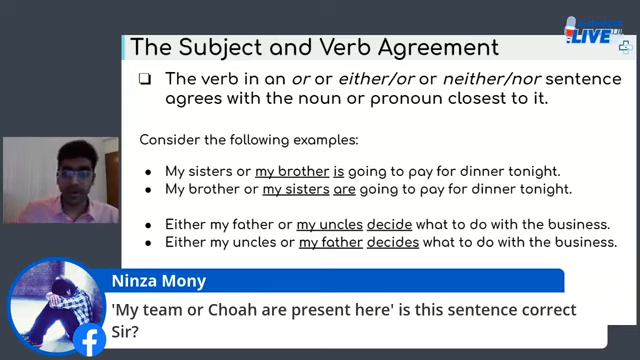 LIVE
The Subject and Verb Agreement
❑ The verb in an or or either/or or neither/nor sentence
agrees with the noun or pronoun closest to it.
Consider the following examples:
● My sisters or my brother is going to pay for dinner tonight.
● My brother or my sisters are going to pay for dinner tonight.
● Either my father or my uncles decide what to do with the business.
● Either my uncles or my father decides what to do with the business.
Ninza Mony
'My team or Choah are present here' is this sentence correct
Sir?